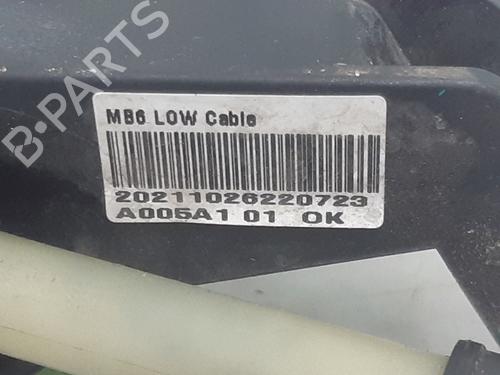 MB6 LOW Cable
20211026220723
A005A1 01 OK
B-PARTS